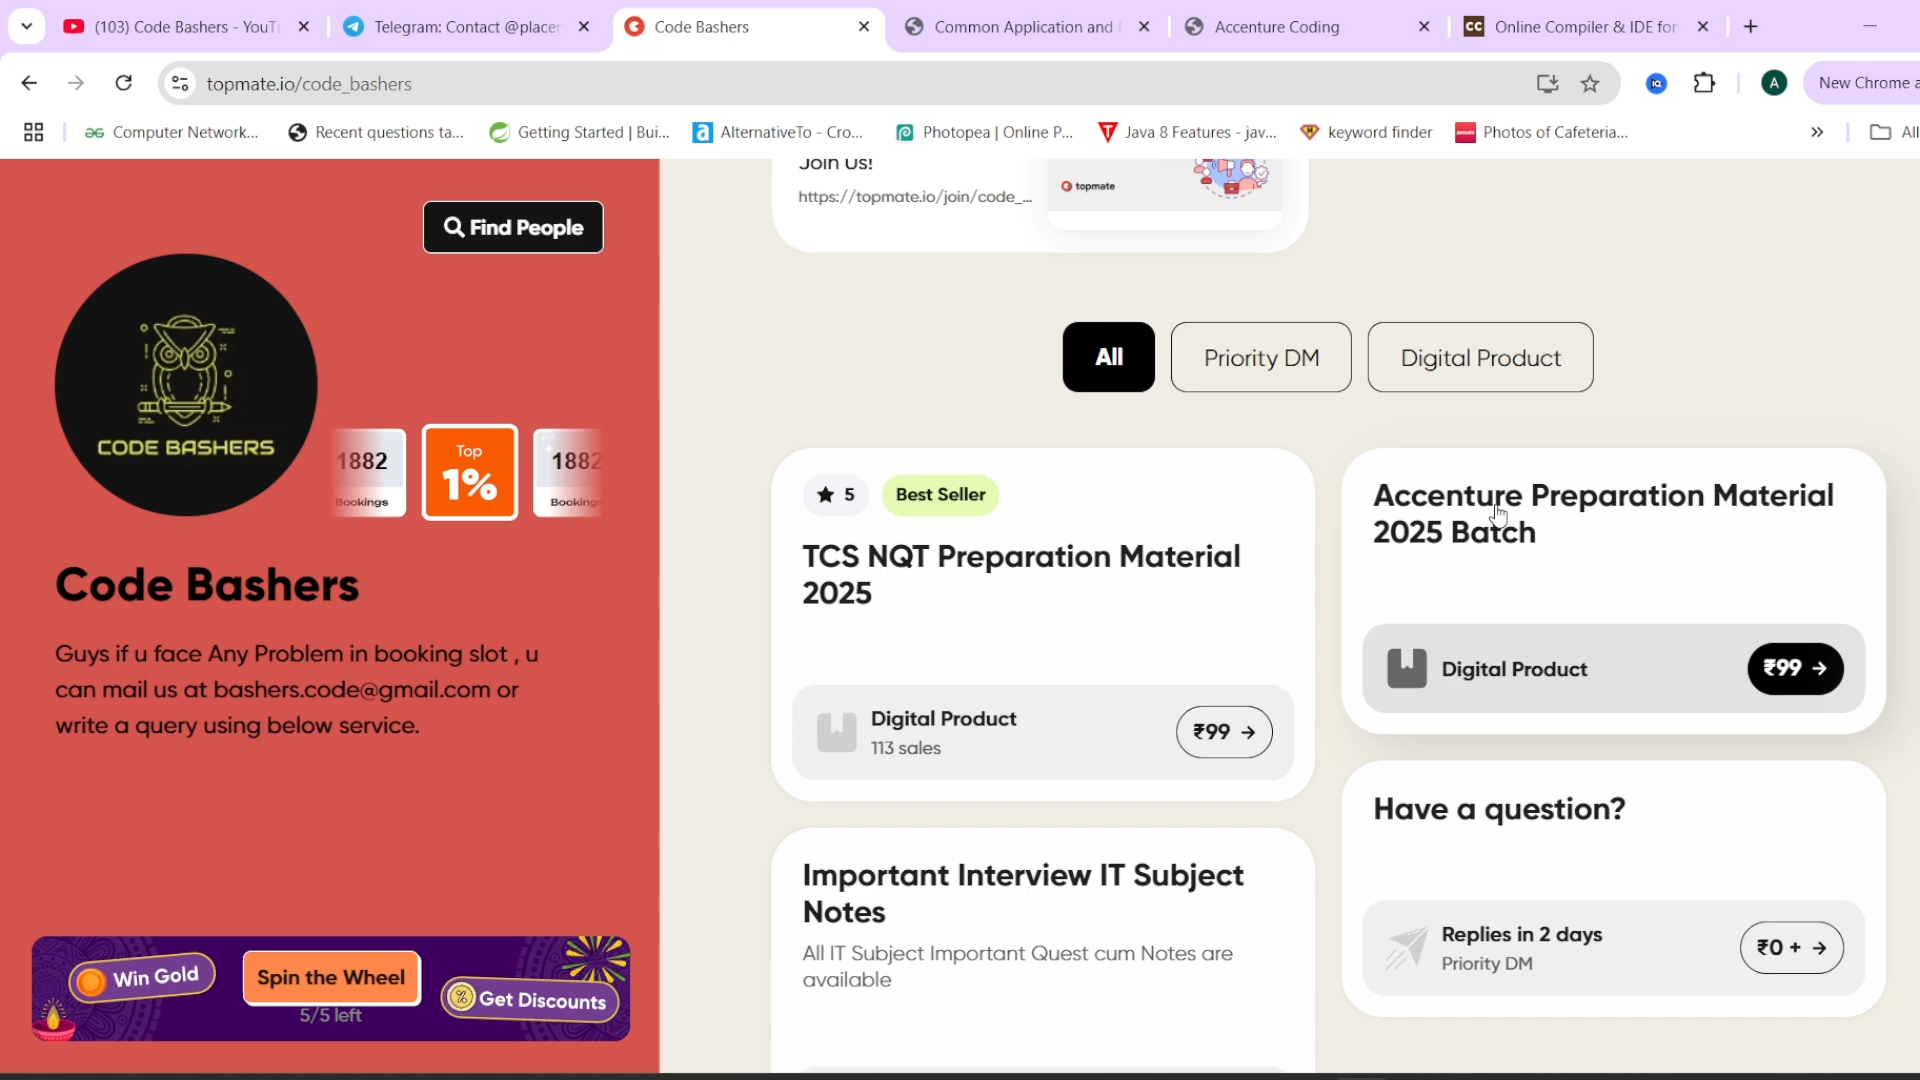 (103) Code Bashers - YouTu
Telegram: Contact @placer
Code Bashers
Common Application and
Accenture Coding
cc Online Compiler & IDE for
topmate.io/code_bashers
A
New Chrome a
Computer Network...
Recent questions ta...
Getting Started | Bui...
AlternativeTo - Cro...
Photopea | Online P...
Java 8 Features - jav...
keyword finder
Photos of Cafeteria...
All
Find People
CODE BASHERS
1882
Bookings
Top
1%
1882
Bookings
Code Bashers
Guys if u face Any Problem in booking slot , u
can mail us at bashers.code@gmail.com or
write a query using below service.
Win Gold
Spin the Wheel
5/5 left
Get Discounts
Join Us!
https://topmate.io/join/code_...
topmate
All
Priority DM
Digital Product
5
Best Seller
TCS NQT Preparation Material
2025
Digital Product
113 sales
₹99 →
Accenture Preparation Material
2025 Batch
Digital Product
₹99 →
Important Interview IT Subject
Notes
All IT Subject Important Quest cum Notes are
available
Have a question?
Replies in 2 days
Priority DM
₹0 + →